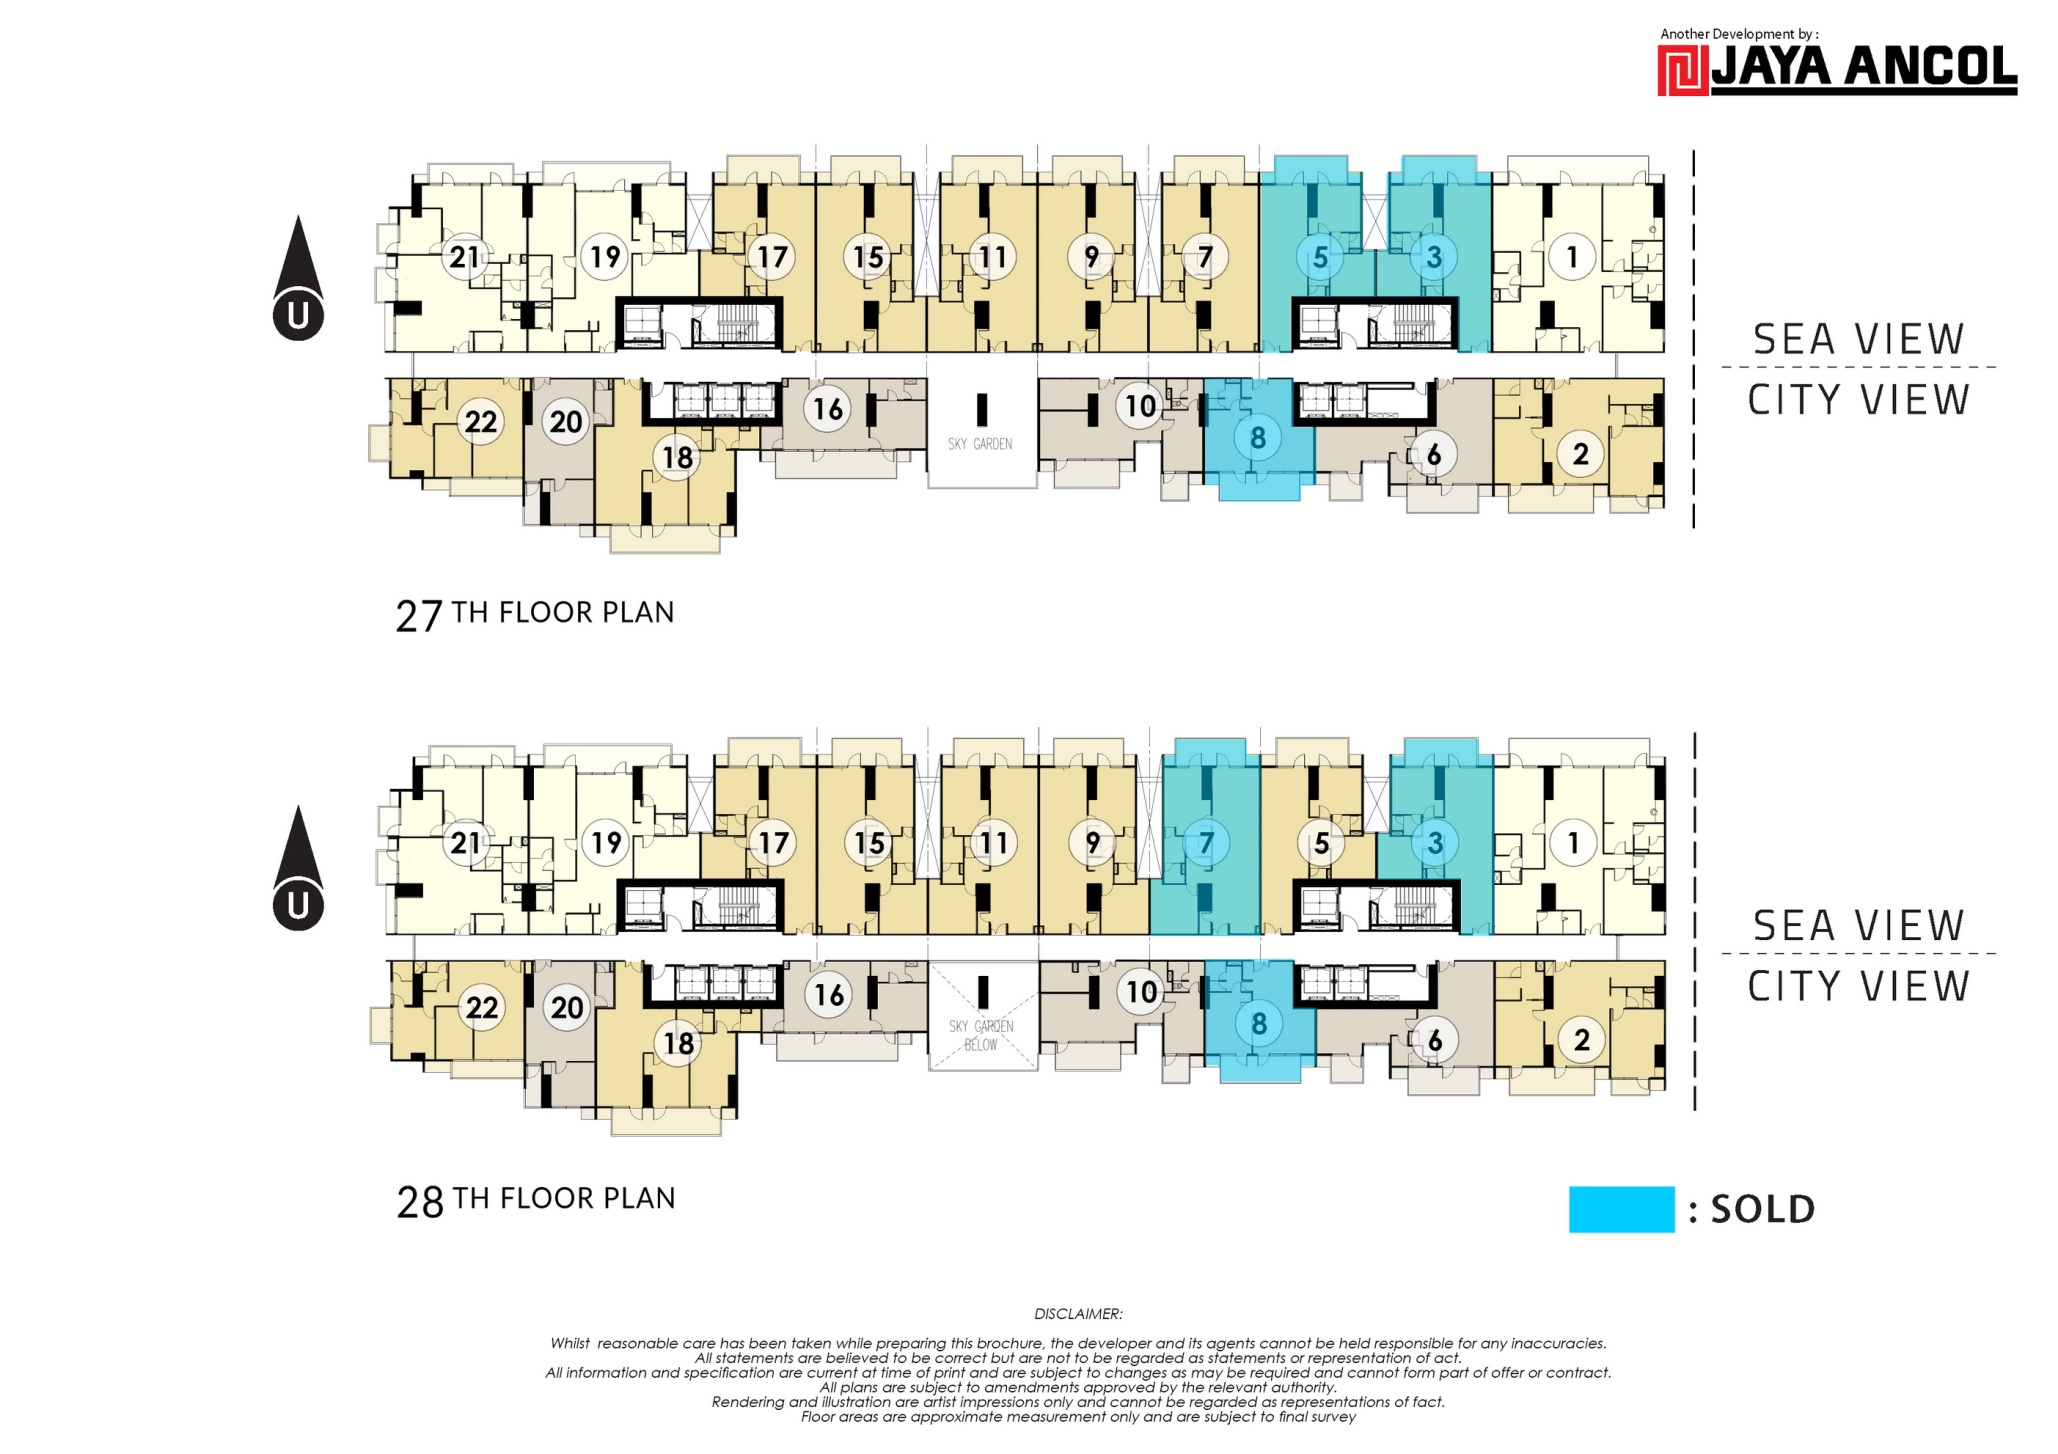 Another Development by :
JAYA ANCOL
21 19 17 15 11 9 7 5 3 1
U
SEA VIEW
CITY VIEW
22 20 18 16 SKY GARDEN 10 8 6 2
27 TH FLOOR PLAN
21 19 17 15 11 9 7 5 3 1
U
SEA VIEW
CITY VIEW
22 20 18 16 SKY GARDEN BELOW 10 8 6 2
28 TH FLOOR PLAN
: SOLD
DISCLAIMER:
Whilst reasonable care has been taken while preparing this brochure, the developer and its agents cannot be held responsible for any inaccuracies.
All statements are believed to be correct but are not to be regarded as statements or representation of act.
All information and specification are current at time of print and are subject to changes as may be required and cannot form part of offer or contract.
All plans are subject to amendments approved by the relevant authority.
Rendering and illustration are artist impressions only and cannot be regarded as representations of fact.
Floor areas are approximate measurement only and are subject to final survey